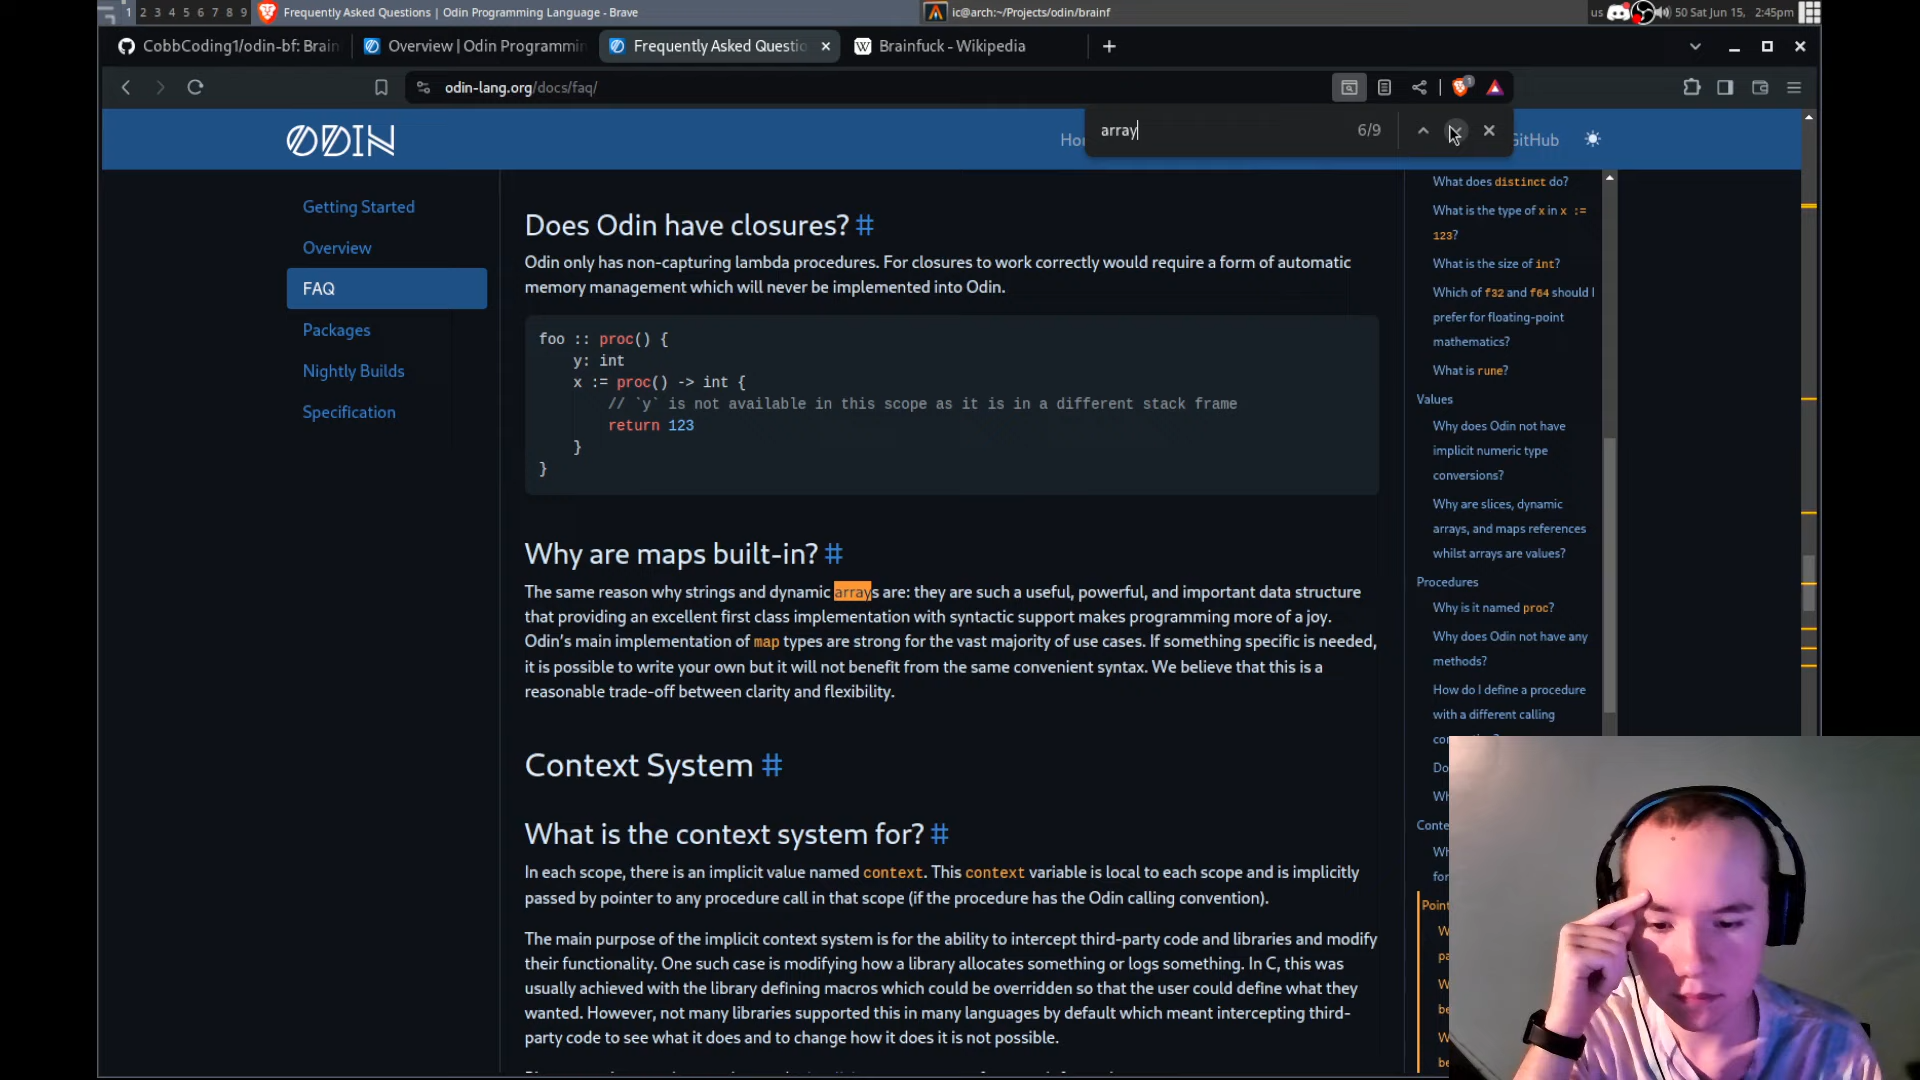 1 2 3 4 5 6 7 8 9 Frequently Asked Questions | Odin Programming Language - Brave ic@arch:~/Projects/odin/brainf us 50 Sat Jun 15, 2:45pm
CobbCoding1/odin-bf: Brain Overview | Odin Programmin Frequently Asked Questio Brainfuck - Wikipedia
odin-lang.org/docs/faq/ 1
array 6/9
ODIN
GitHub
Getting Started
Overview
FAQ
Packages
Nightly Builds
Specification
Does Odin have closures? #
Odin only has non-capturing lambda procedures. For closures to work correctly would require a form of automatic
memory management which will never be implemented into Odin.
foo :: proc() {
y: int
x := proc() -> int {
// `y` is not available in this scope as it is in a different stack frame
return 123
}
}
Why are maps built-in? #
The same reason why strings and dynamic arrays are: they are such a useful, powerful, and important data structure
that providing an excellent first class implementation with syntactic support makes programming more of a joy.
Odin's main implementation of map types are strong for the vast majority of use cases. If something specific is needed,
it is possible to write your own but it will not benefit from the same convenient syntax. We believe that this is a
reasonable trade-off between clarity and flexibility.
Context System #
What is the context system for? #
In each scope, there is an implicit value named context. This context variable is local to each scope and is implicitly
passed by pointer to any procedure call in that scope (if the procedure has the Odin calling convention).
The main purpose of the implicit context system is for the ability to intercept third-party code and libraries and modify
their functionality. One such case is modifying how a library allocates something or logs something. In C, this was
usually achieved with the library defining macros which could be overridden so that the user could define what they
wanted. However, not many libraries supported this in many languages by default which meant intercepting third-
party code to see what it does and to change how it does it is not possible.
What does distinct do?
What is the type of x in x :=
123?
What is the size of int?
Which of f32 and f64 should I
prefer for floating-point
mathematics?
What is rune?
Values
Why does Odin not have
implicit numeric type
conversions?
Why are slices, dynamic
arrays, and maps references
whilst arrays are values?
Procedures
Why is it named proc?
Why does Odin not have any
methods?
How do I define a procedure
with a different calling